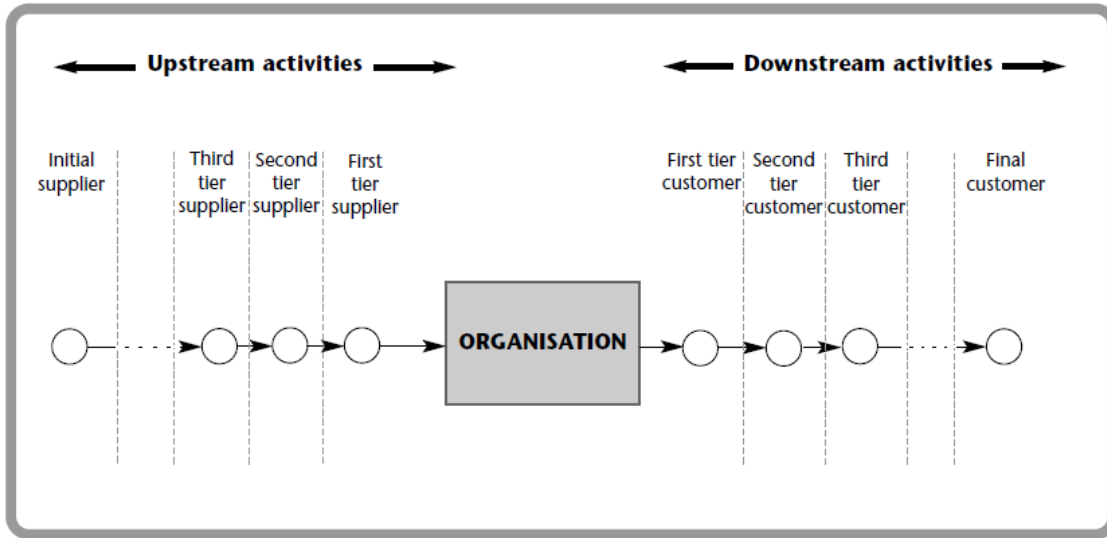 Upstream activities
Downstream activities
Initial
supplier
Third
tier
supplier
Second
tier
supplier
First
tier
supplier
First tier
customer
Second
tier
customer
Third
tier
customer
Final
customer
ORGANISATION